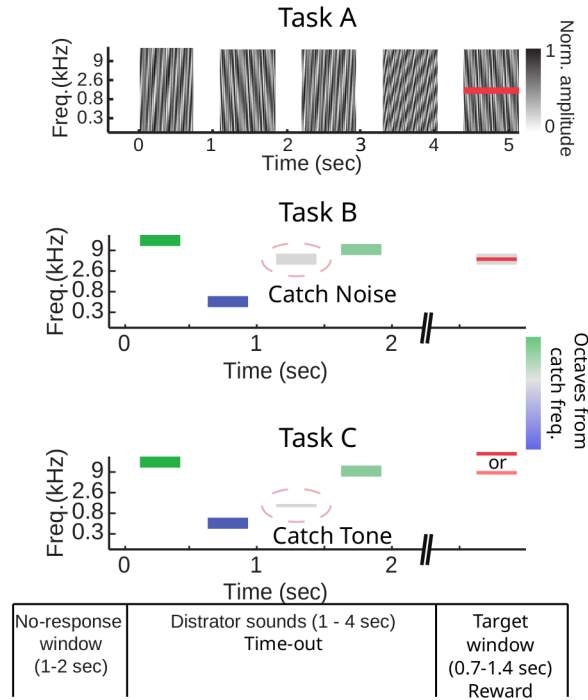 Task A
Freq.(kHz)
9
2.6
0.8
0.3
0 1 2 3 4 5
Time (sec)
1
0
Norm. amplitude
Task B
Freq.(kHz)
9
2.6
0.8
0.3
Catch Noise
0 1 2
Time (sec)
Octaves from
catch freq.
Task C
Freq.(kHz)
9
2.6
0.8
0.3
or
Catch Tone
0 1 2
Time (sec)
No-response
window
(1-2 sec)
Distrator sounds (1 - 4 sec)
Time-out
Target
window
(0.7-1.4 sec)
Reward